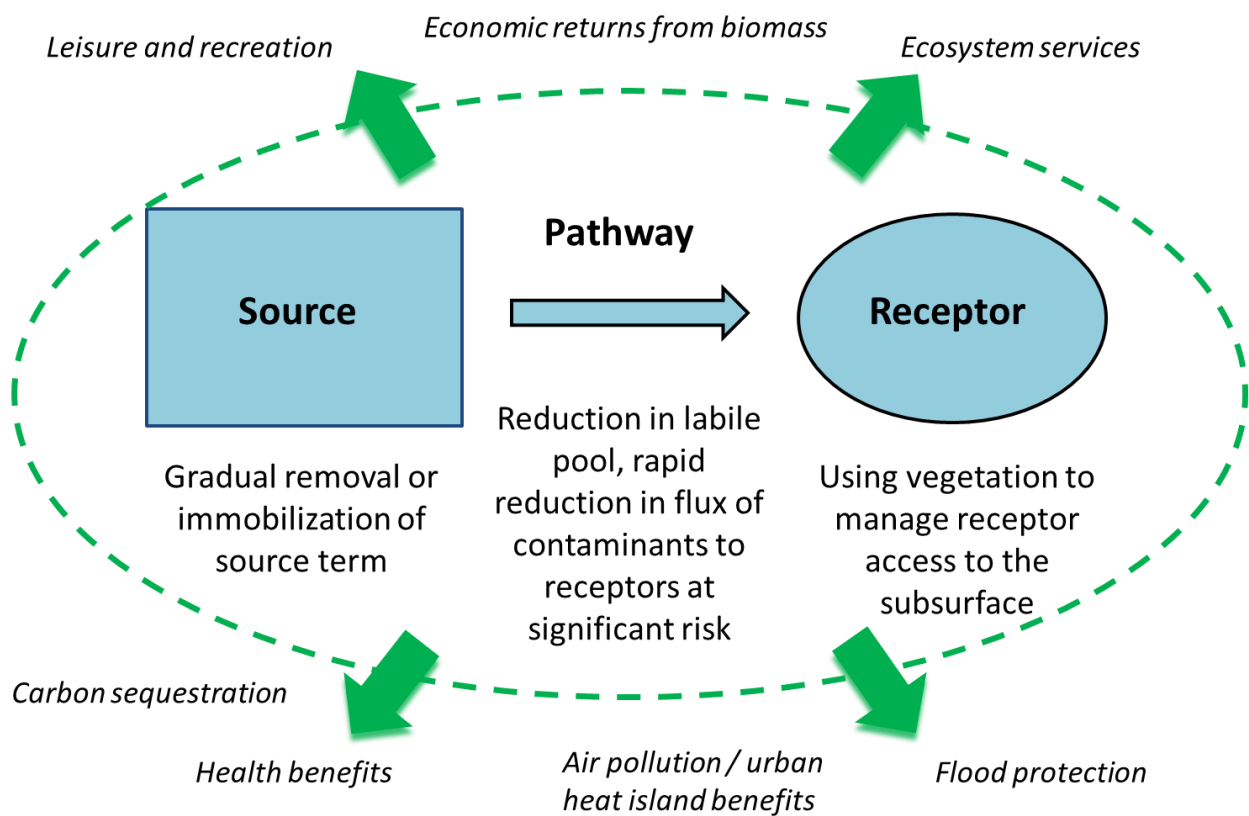 Leisure and recreation
Economic returns from biomass
Ecosystem services
Source
Pathway
Receptor
Gradual removal or
immobilization of
source term
Reduction in labile
pool, rapid
reduction in flux of
contaminants to
receptors at
significant risk
Using vegetation to
manage receptor
access to the
subsurface
Carbon sequestration
Health benefits
Air pollution / urban
heat island benefits
Flood protection